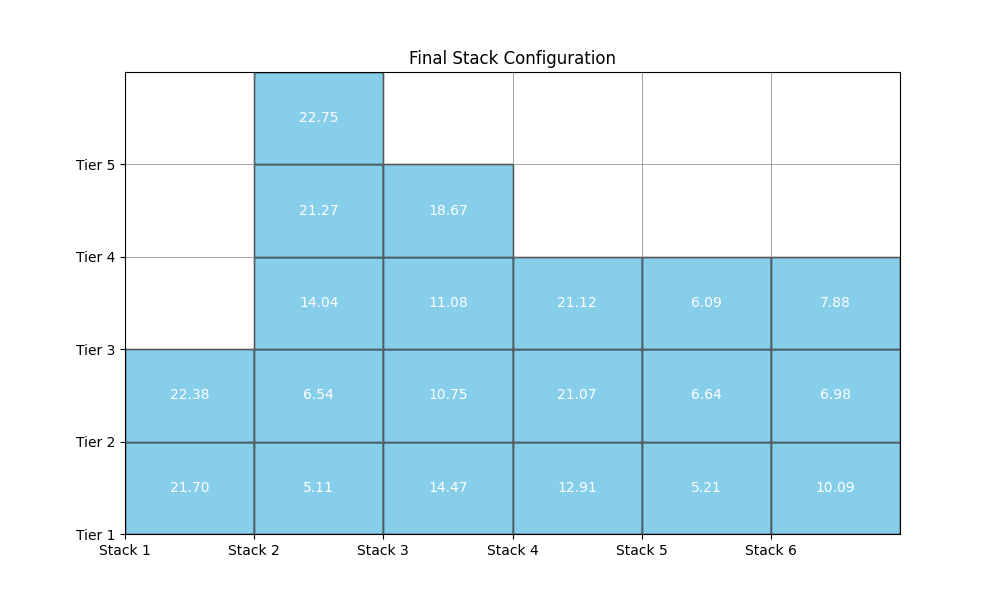 Final Stack Configuration
22.75
Tier 5
21.27 18.67
Tier 4
14.04 11.08 21.12 6.09 7.88
Tier 3
22.38 6.54 10.75 21.07 6.64 6.98
Tier 2
21.70 5.11 14.47 12.91 5.21 10.09
Tier 1
Stack 1 Stack 2 Stack 3 Stack 4 Stack 5 Stack 6